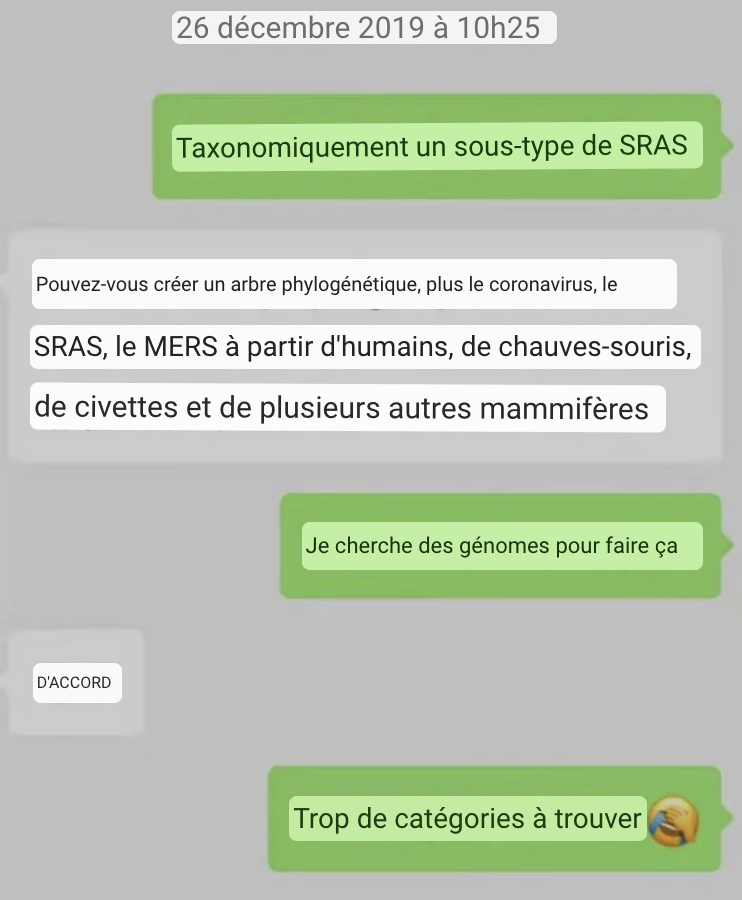 26 décembre 2019 à 10h25
Taxonomiquement un sous-type de SRAS
Pouvez-vous créer un arbre phylogénétique, plus le coronavirus, le
SRAS, le MERS à partir d'humains, de chauves-souris,
de civettes et de plusieurs autres mammifères
Je cherche des génomes pour faire ça
D'ACCORD
Trop de catégories à trouver